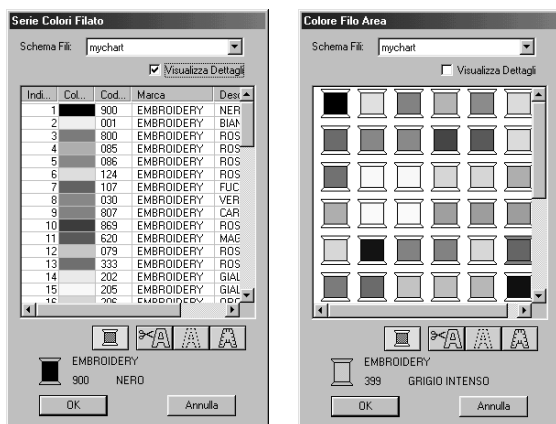 Serie Colori Filato
Schema Fili: mychart
Visualizza Dettagli
Indi... Col... Cod... Marca Desc
1 900 EMBROIDERY NER
2 001 EMBROIDERY BIAN
3 800 EMBROIDERY ROS
4 085 EMBROIDERY ROS
5 086 EMBROIDERY ROS
6 124 EMBROIDERY ROS
7 107 EMBROIDERY FUC
8 030 EMBROIDERY VER
9 807 EMBROIDERY CAR
10 869 EMBROIDERY ROS
11 620 EMBROIDERY MAG
12 079 EMBROIDERY ROS
13 333 EMBROIDERY ROS
14 202 EMBROIDERY GIAL
15 205 EMBROIDERY GIAL
16 206 EMBROIDERY ORO
EMBROIDERY
900 NERO
OK Annulla
Colore Filo Area
Schema Fili: mychart
Visualizza Dettagli
EMBROIDERY
399 GRIGIO INTENSO
OK Annulla